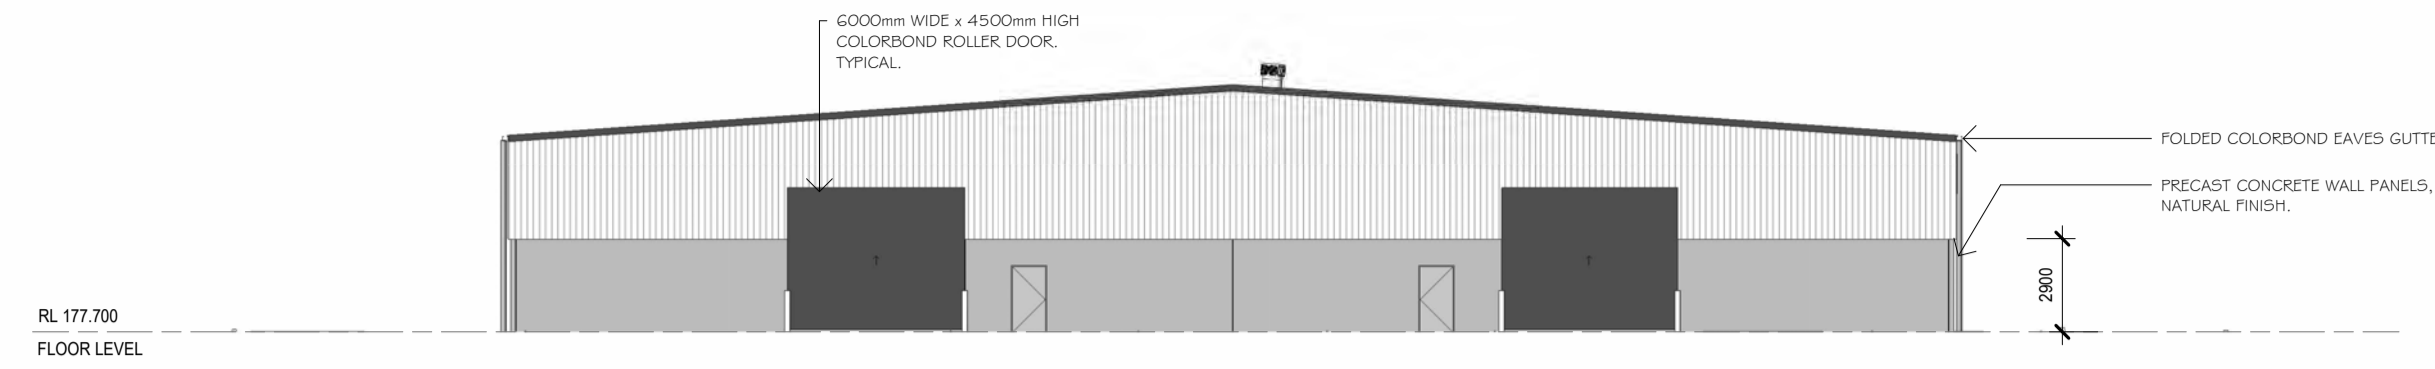 6000mm WIDE x 4500mm HIGH
COLORBOND ROLLER DOOR.
TYPICAL.
FOLDED COLORBOND EAVES GUTTE
PRECAST CONCRETE WALL PANELS,
NATURAL FINISH.
2900
RL 177.700
FLOOR LEVEL